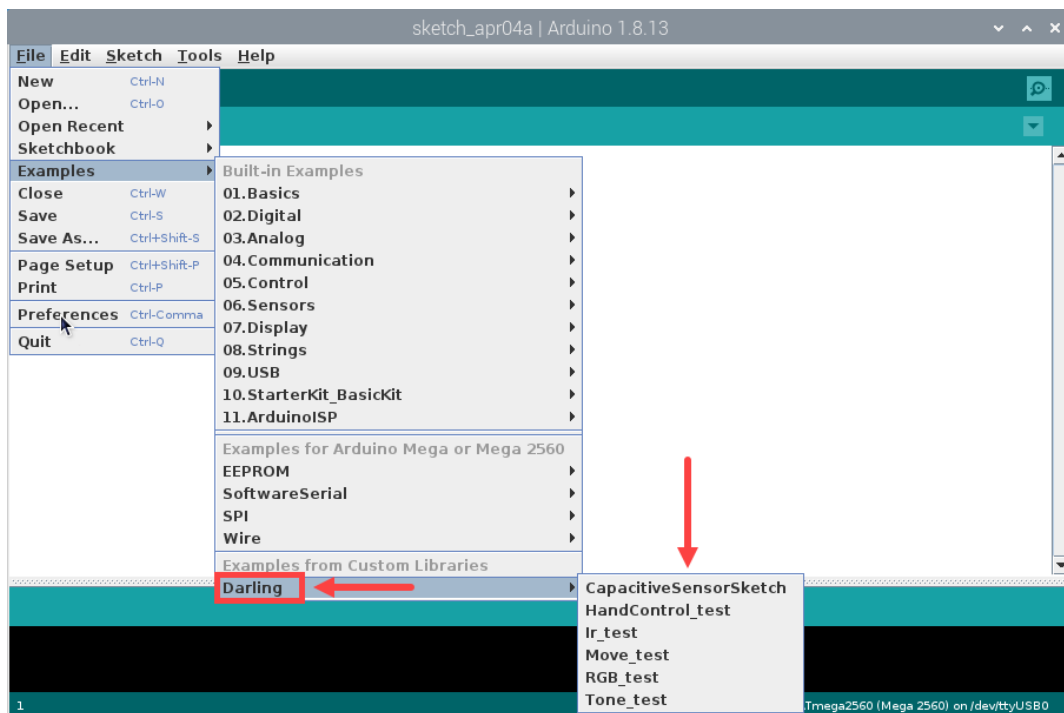 sketch_apr04a | Arduino 1.8.13
File Edit Sketch Tools Help
New Ctrl-N
Open... Ctrl-O
Open Recent
Sketchbook
Examples
Close Ctrl-W
Save Ctrl-S
Save As... Ctrl+Shift-S
Page Setup Ctrl+Shift-P
Print Ctrl-P
Preferences Ctrl-Comma
Quit Ctrl-Q
Built-in Examples
01.Basics
02.Digital
03.Analog
04.Communication
05.Control
06.Sensors
07.Display
08.Strings
09.USB
10.StarterKit_BasicKit
11.ArduinoISP
Examples for Arduino Mega or Mega 2560
EEPROM
SoftwareSerial
SPI
Wire
Examples from Custom Libraries
Darling
CapacitiveSensorSketch
HandControl_test
Ir_test
Move_test
RGB_test
Tone_test
1
Tmega2560 (Mega 2560) on /dev/ttyUSB0